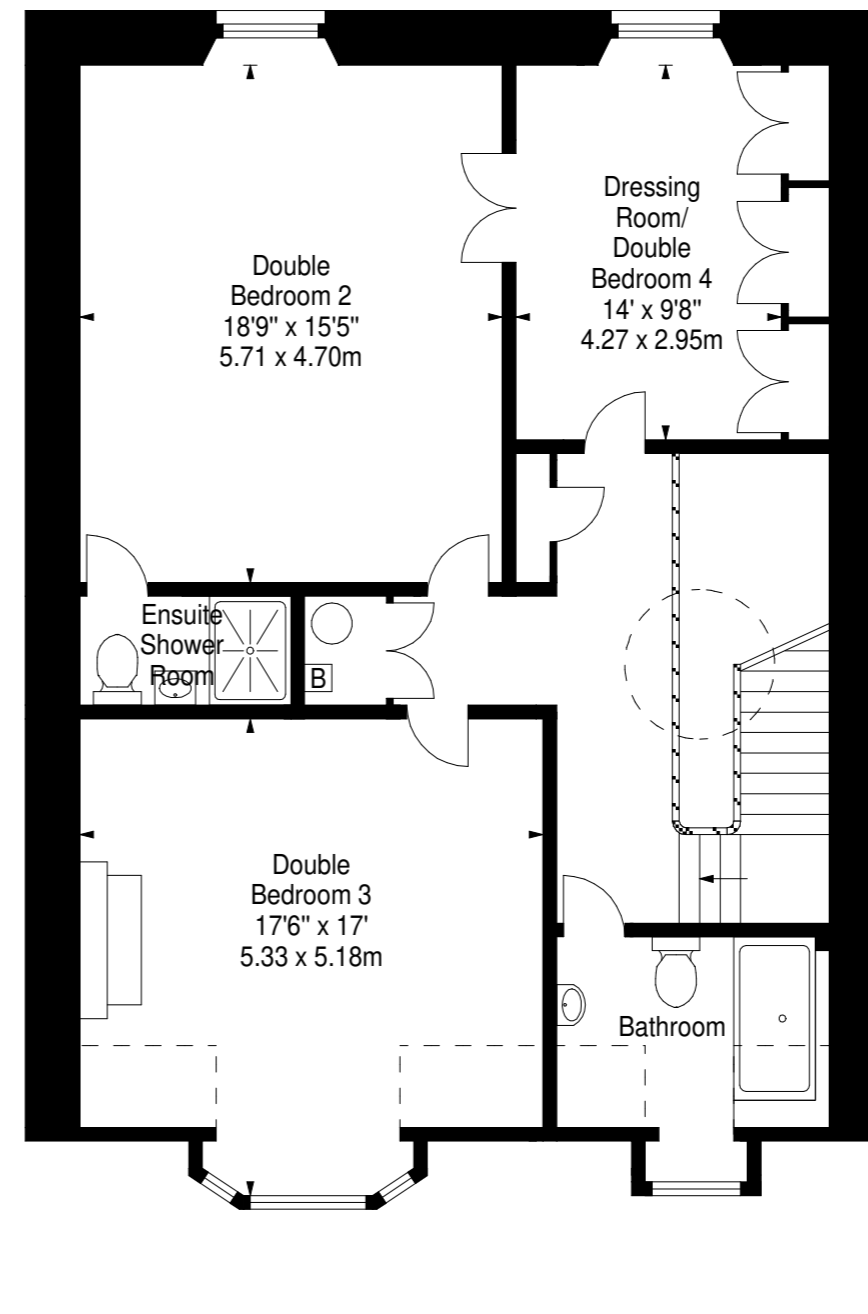 Double
Bedroom 2
18'9" x 15'5"
5.71 x 4.70m
Dressing
Room/
Double
Bedroom 4
14' x 9'8"
4.27 x 2.95m
Ensuite
Shower
Room
B
Double
Bedroom 3
17'6" x 17'
5.33 x 5.18m
Bathroom